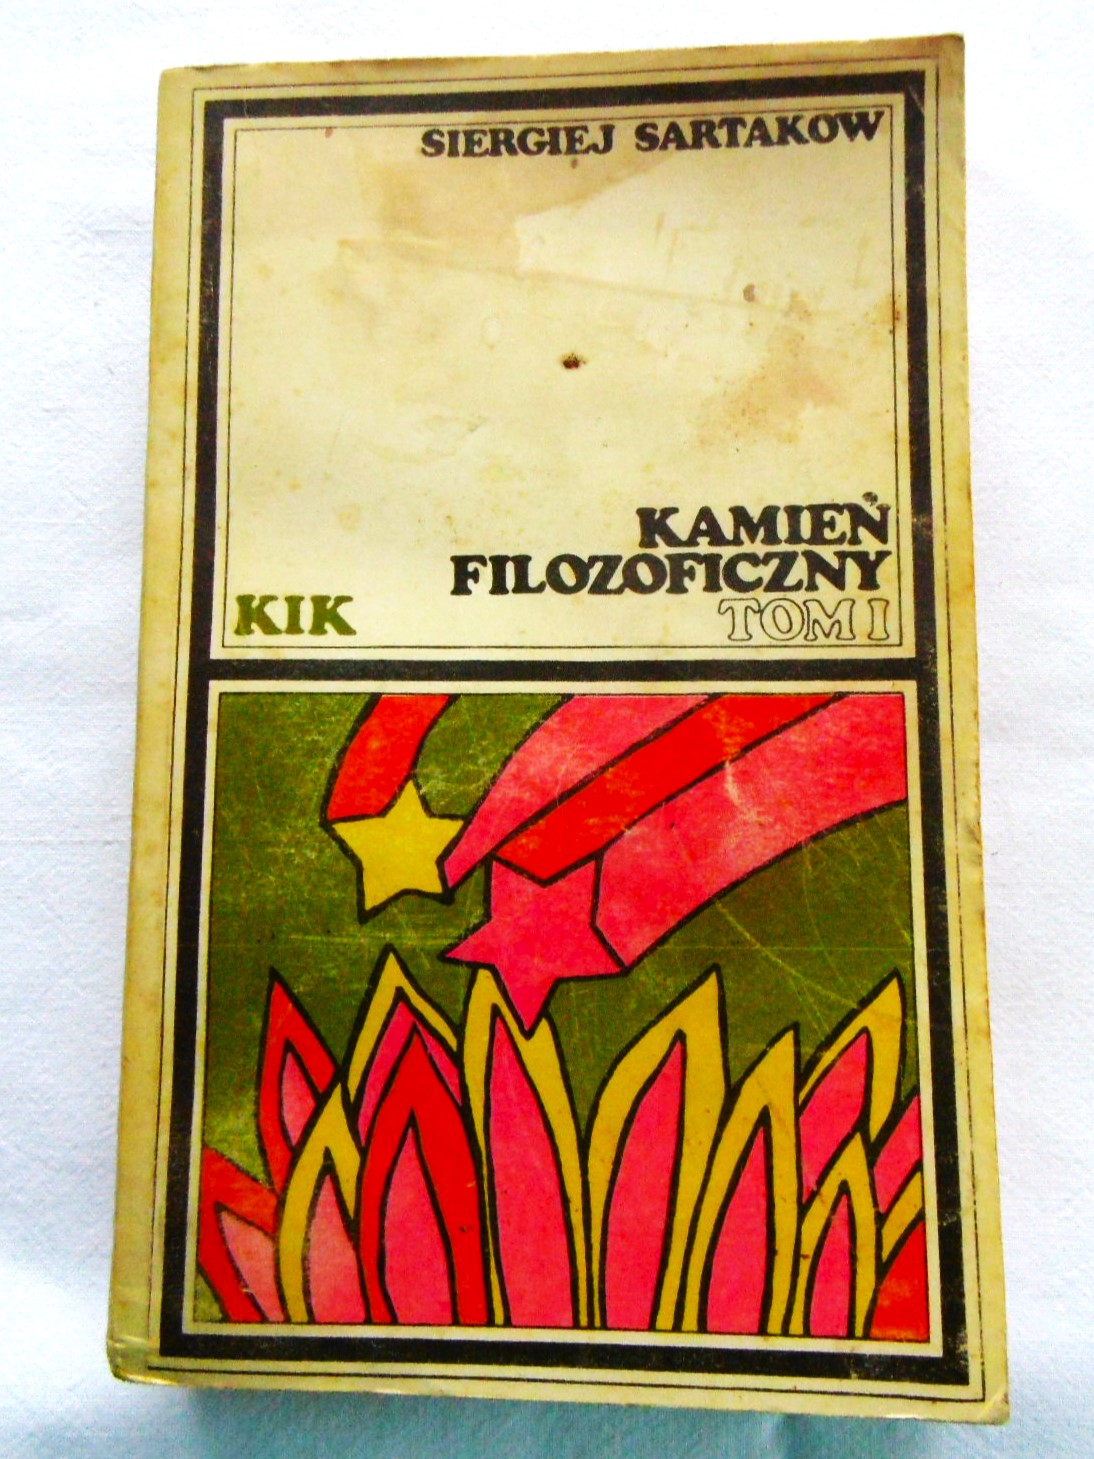 SIERGIEJ SARTAKOW
KAMIEŃ
FILOZOFICZNY
TOM I
KIK